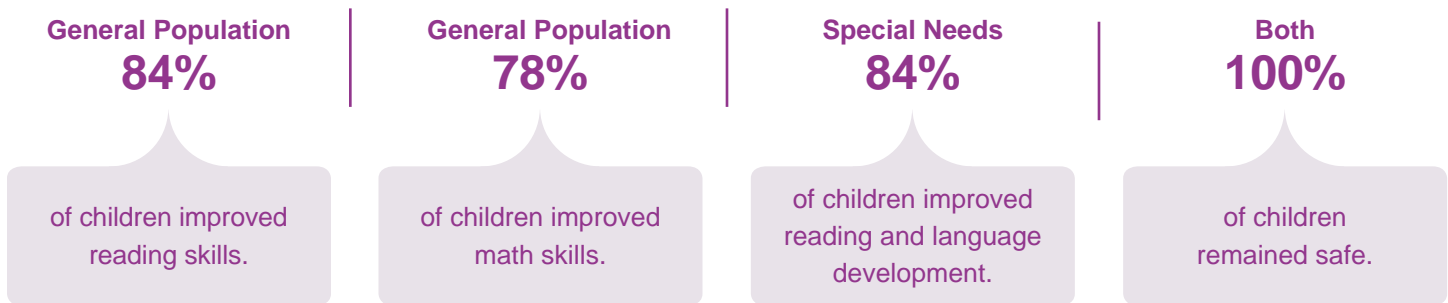 General Population
84%
of children improved
reading skills.
General Population
78%
of children improved
math skills.
Special Needs
84%
of children improved
reading and language
development.
Both
100%
of children
remained safe.